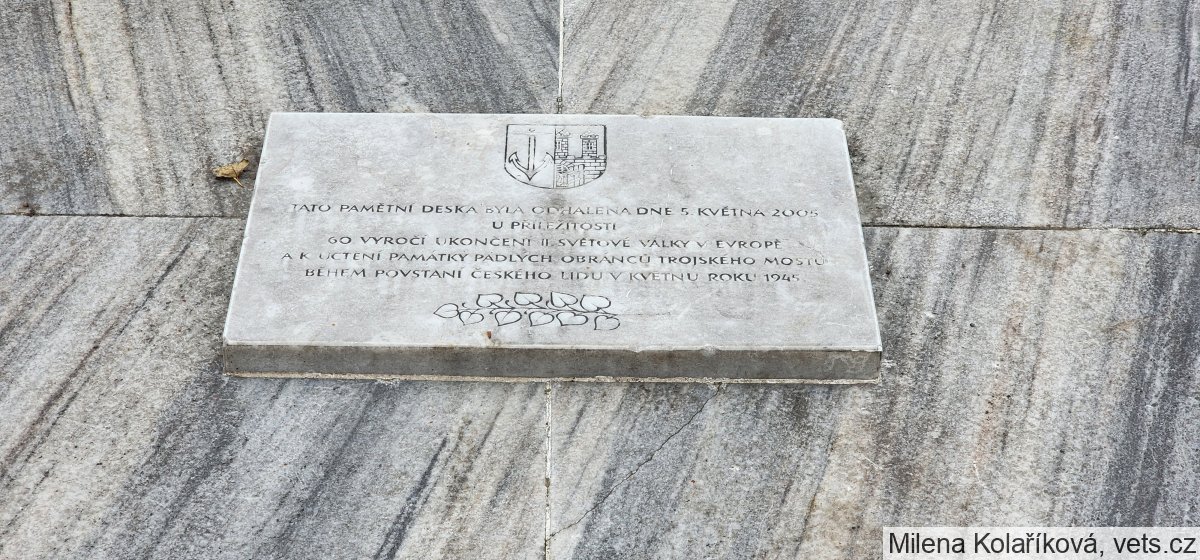 TATO PAMĚTNÍ DESKA BYLA ODHALENA DNE 5. KVĚTNA 2005
U PŘÍLEŽITOSTI
60 VÝROČÍ UKONČENÍ II. SVĚTOVÉ VÁLKY V EVROPĚ
A K UCTĚNÍ PAMÁTKY PADLÝCH OBRÁNCŮ TROJSKÉHO MOSTU
BĚHEM POVSTÁNÍ ČESKÉHO LIDU V KVĚTNU ROKU 1945
Milena Kolaříková, vets.cz